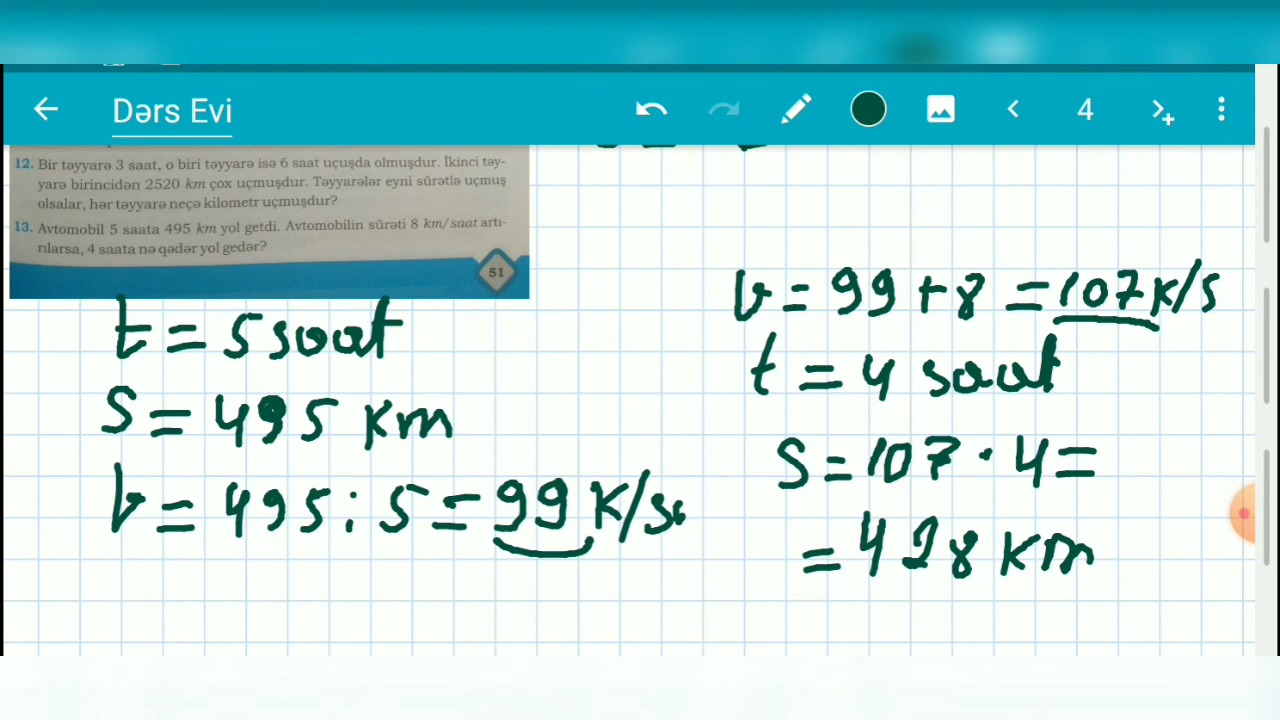 Dərs Evi
4
12. Bir təyyarə 3 saat, o biri təyyarə isə 6 saat uçuşda olmuşdur. İkinci təy-
yarə birincidən 2520 km çox uçmuşdur. Təyyarələr eyni sürətlə uçmuş
olsalar, hər təyyarə neçə kilometr uçmuşdur?
13. Avtomobil 5 saata 495 km yol getdi. Avtomobilin sürəti 8 km/saat artı-
rılarsa, 4 saata nə qədər yol gedər?
51
t = 5 saat
S = 495 km
v = 495 : 5 = 99 K/sa
v = 99 + 8 = 107 K/S
t = 4 saat
S = 107 · 4 =
= 428 km